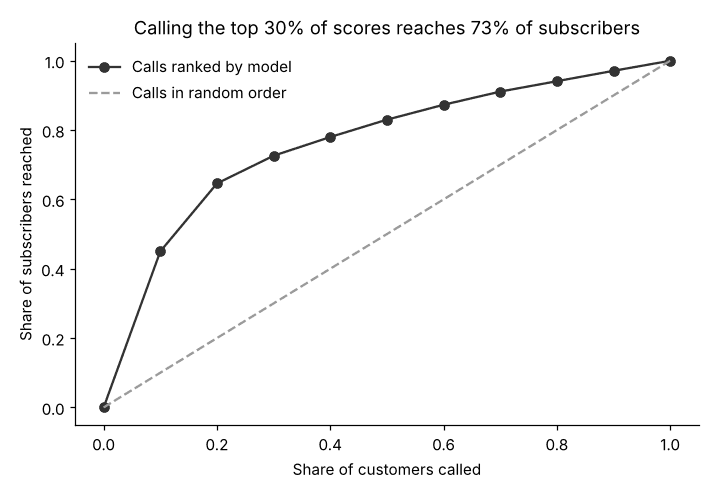 Calling the top 30% of scores reaches 73% of subscribers
Calls ranked by model
Calls in random order
Share of subscribers reached
1.0
0.8
0.6
0.4
0.2
0.0
0.0 0.2 0.4 0.6 0.8 1.0
Share of customers called